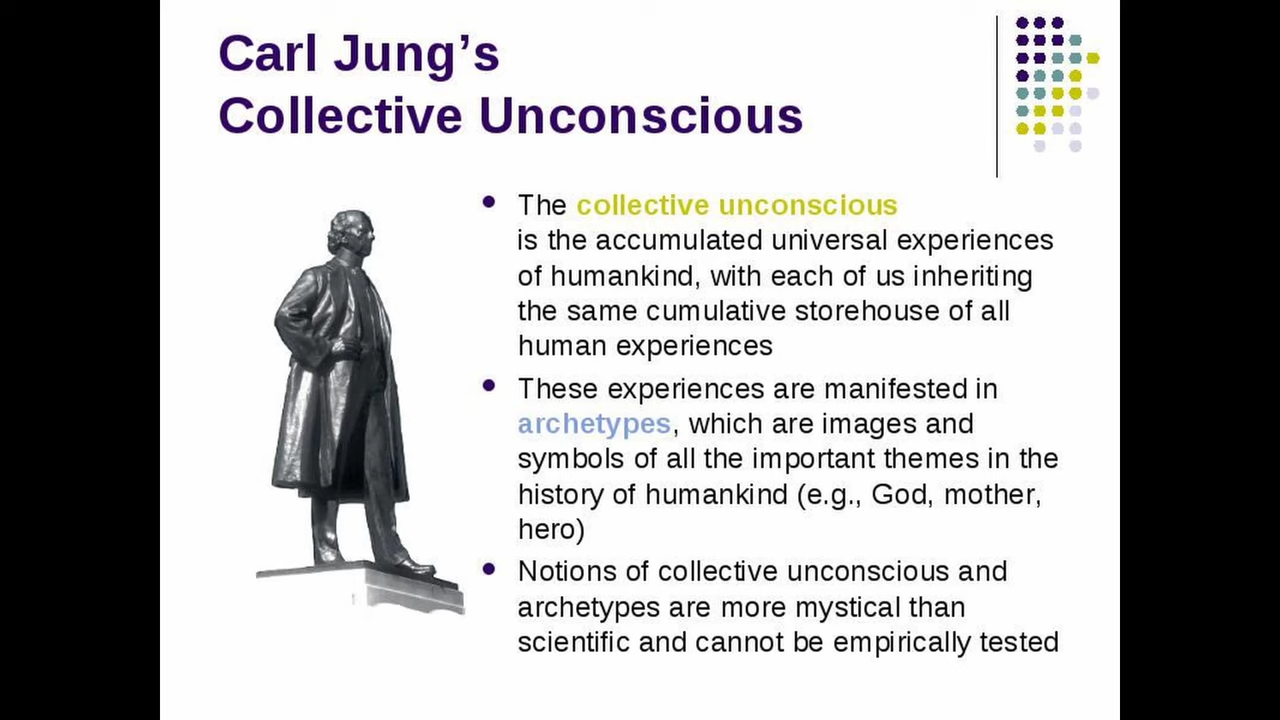 Carl Jung’s
Collective Unconscious
The collective unconscious
is the accumulated universal experiences
of humankind, with each of us inheriting
the same cumulative storehouse of all
human experiences
These experiences are manifested in
archetypes, which are images and
symbols of all the important themes in the
history of humankind (e.g., God, mother,
hero)
Notions of collective unconscious and
archetypes are more mystical than
scientific and cannot be empirically tested